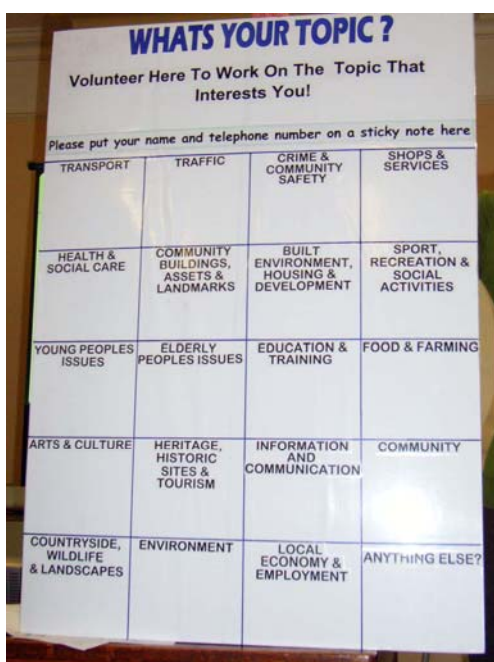 WHATS YOUR TOPIC ?
Volunteer Here To Work On The Topic That
Interests You!
Please put your name and telephone number on a sticky note here
TRANSPORT
TRAFFIC
CRIME &
COMMUNITY
SAFETY
SHOPS &
SERVICES
HEALTH &
SOCIAL CARE
COMMUNITY
BUILDINGS,
ASSETS &
LANDMARKS
BUILT
ENVIRONMENT,
HOUSING &
DEVELOPMENT
SPORT,
RECREATION &
SOCIAL
ACTIVITIES
YOUNG PEOPLES
ISSUES
ELDERLY
PEOPLES ISSUES
EDUCATION &
TRAINING
FOOD & FARMING
ARTS & CULTURE
HERITAGE,
HISTORIC
SITES &
TOURISM
INFORMATION
AND
COMMUNICATION
COMMUNITY
COUNTRYSIDE,
WILDLIFE
& LANDSCAPES
ENVIRONMENT
LOCAL
ECONOMY &
EMPLOYMENT
ANYTHING ELSE?